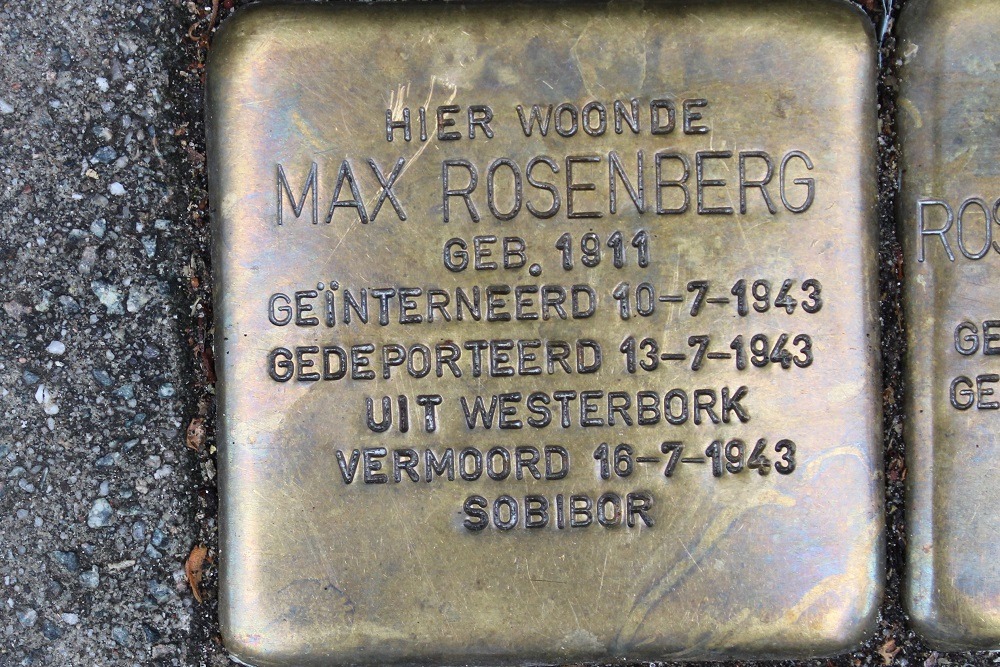 HIER WOONDE
MAX ROSENBERG
GEB. 1911
GEÏNTERNEERD 10-7-1943
GEDEPORTEERD 13-7-1943
UIT WESTERBORK
VERMOORD 16-7-1943
SOBIBOR